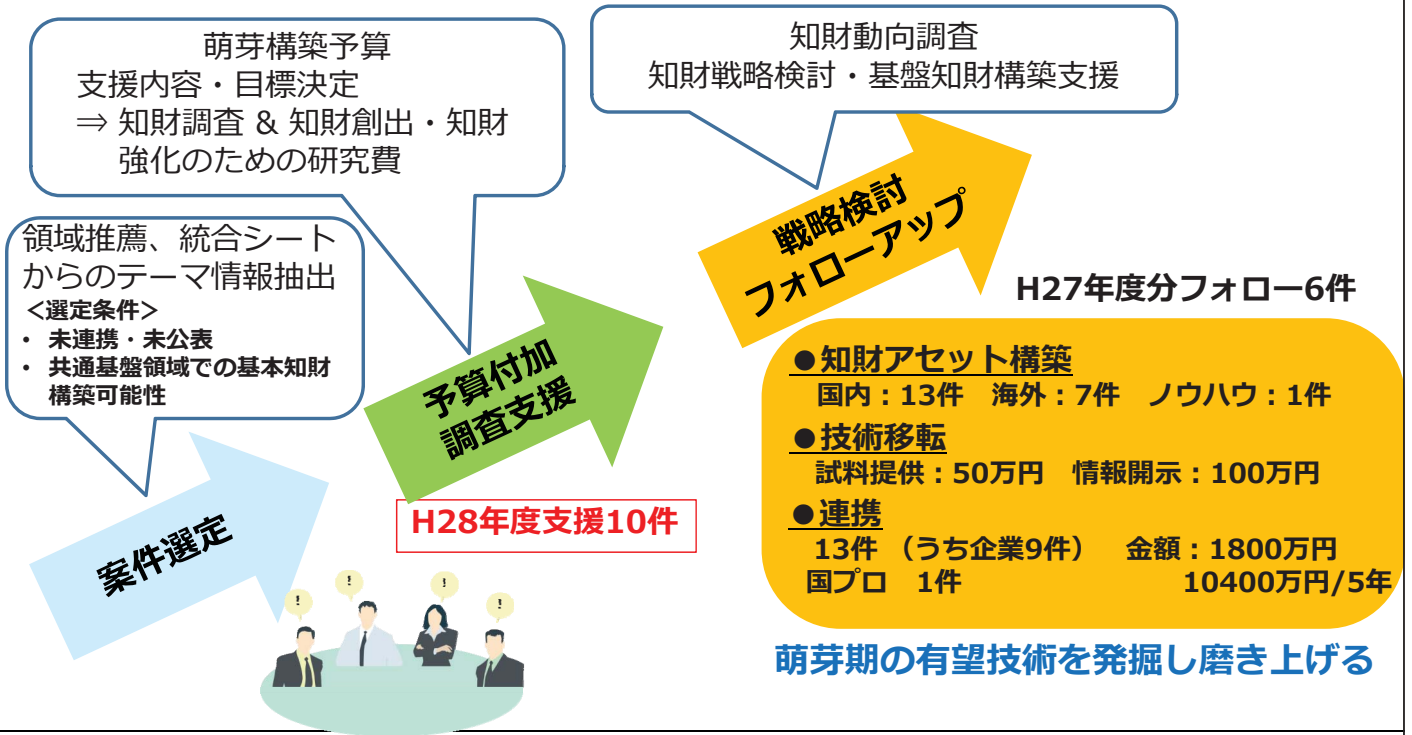 萌芽構築予算
支援内容・目標決定
⇒ 知財調査 & 知財創出・知財
強化のための研究費
知財動向調査
知財戦略検討・基盤知財構築支援
領域推薦、統合シート
からのテーマ情報抽出
<選定条件>
• 未連携・未公表
• 共通基盤領域での基本知財
構築可能性
案件選定
予算付加
調査支援
H28年度支援10件
戦略検討
フォローアップ
H27年度分フォロー6件
●知財アセット構築
国内：13件 海外：7件 ノウハウ：1件
●技術移転
試料提供：50万円 情報開示：100万円
●連携
13件 （うち企業9件） 金額：1800万円
国プロ 1件 10400万円/5年
萌芽期の有望技術を発掘し磨き上げる
! ! ! !